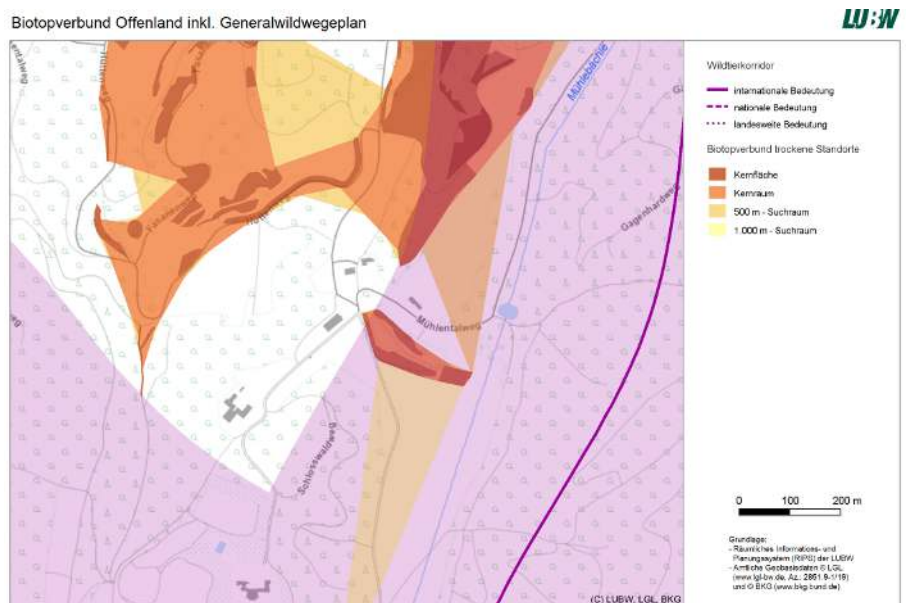 Biotopverbund Offenland inkl. Generalwildwegeplan
LUBW
Mühlebächle
Gagenhardweg
Mühlentalweg
Schlosswaldweg
(C) LUBW, LGL, BKG
Wildtierkorridor
internationale Bedeutung
nationale Bedeutung
landesweite Bedeutung
Biotopverbund trockene Standorte
Kernfläche
Kernraum
500 m - Suchraum
1.000 m - Suchraum
0 100 200 m
Grundlage:
- Räumliches Informations- und
Planungssystem (RIPS) der LUBW
- Amtliche Geobasisdaten © LGL
(www.lgl-bw.de, Az.: 2851.9-1/19)
und © BKG (www.bkg.bund.de)